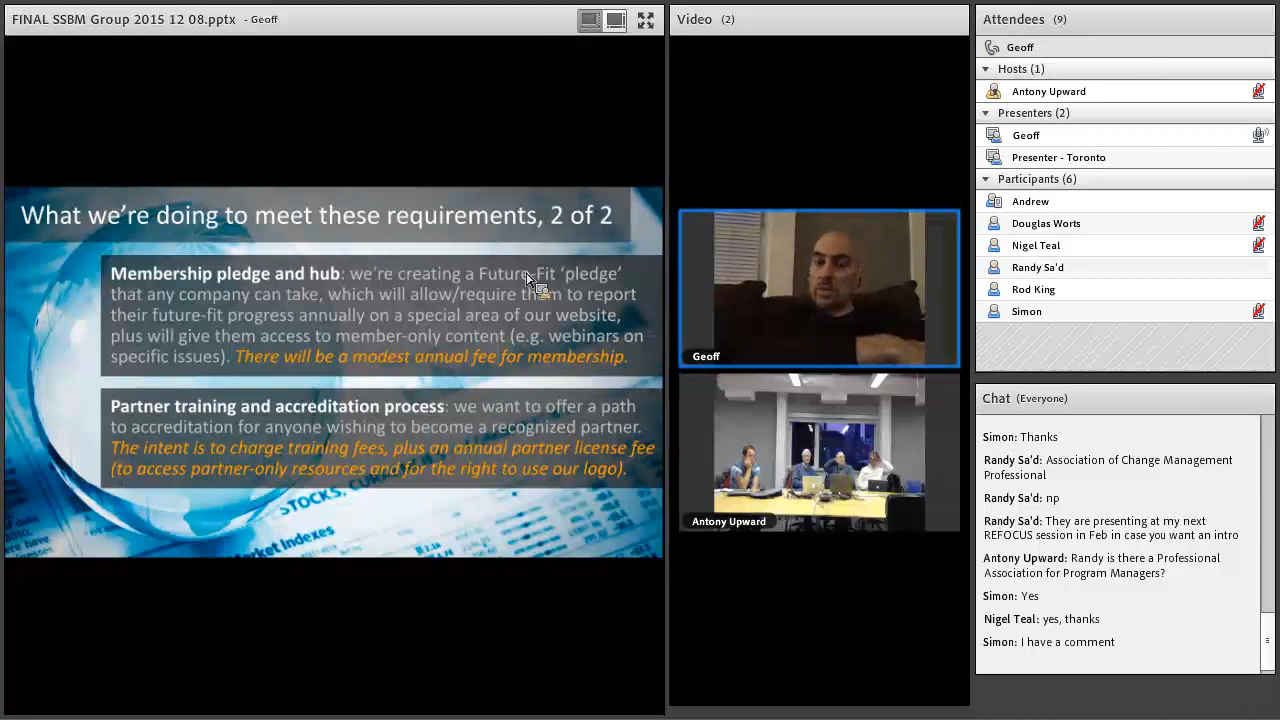 FINAL SSBM Group 2015 12 08.pptx - Geoff
What we're doing to meet these requirements, 2 of 2
Membership pledge and hub: we're creating a Future-Fit 'pledge'
that any company can take, which will allow/require them to report
their future-fit progress annually on a special area of our website,
plus will give them access to member-only content (e.g. webinars on
specific issues). There will be a modest annual fee for membership.
Partner training and accreditation process: we want to offer a path
to accreditation for anyone wishing to become a recognized partner.
The intent is to charge training fees, plus an annual partner license fee
(to access partner-only resources and for the right to use our logo).
STOCKS, CURR
Market Indexes
Video (2)
Geoff
Antony Upward
Attendees (9)
Geoff
Hosts (1)
Antony Upward
Presenters (2)
Geoff
Presenter - Toronto
Participants (6)
Andrew
Douglas Worts
Nigel Teal
Randy Sa'd
Rod King
Simon
Chat (Everyone)
Simon: Thanks
Randy Sa'd: Association of Change Management
Professional
Randy Sa'd: np
Randy Sa'd: They are presenting at my next
REFOCUS session in Feb in case you want an intro
Antony Upward: Randy is there a Professional
Association for Program Managers?
Simon: Yes
Nigel Teal: yes, thanks
Simon: I have a comment